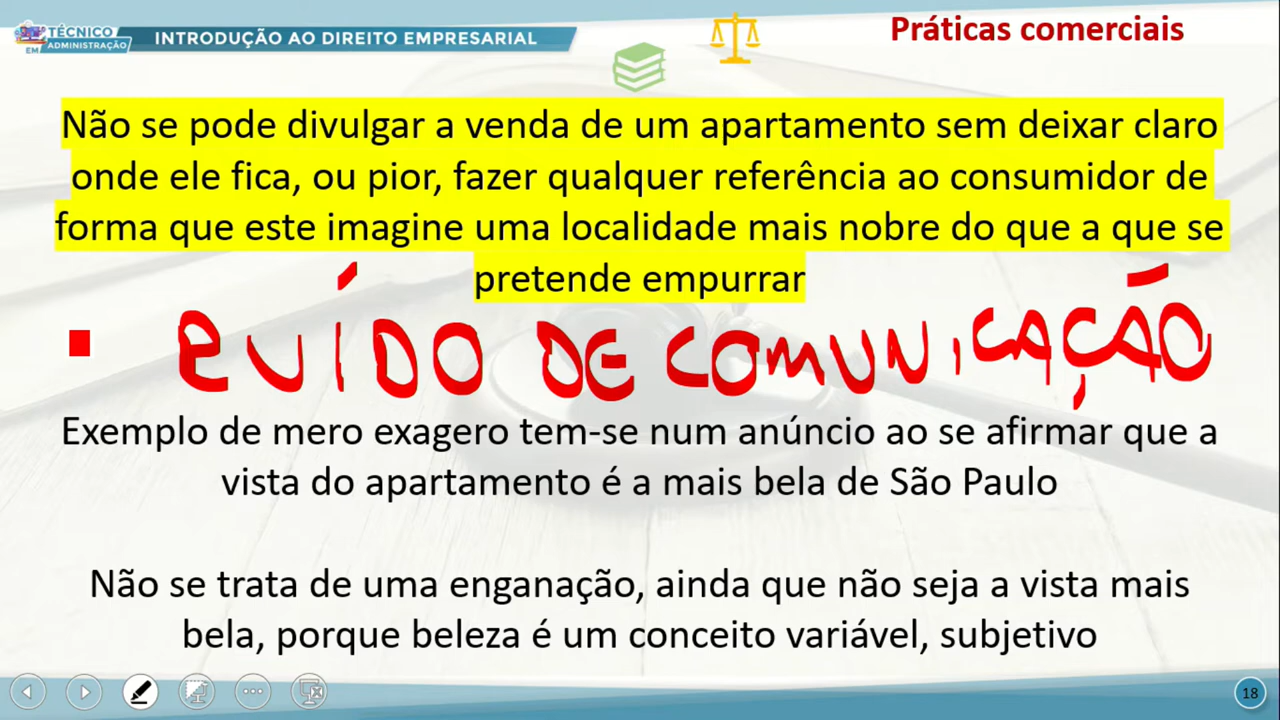 TÉCNICO
EM ADMINISTRAÇÃO
INTRODUÇÃO AO DIREITO EMPRESARIAL
Práticas comerciais
Não se pode divulgar a venda de um apartamento sem deixar claro
onde ele fica, ou pior, fazer qualquer referência ao consumidor de
forma que este imagine uma localidade mais nobre do que a que se
pretende empurrar
RUÍDO DE COMUNICAÇÃO
Exemplo de mero exagero tem-se num anúncio ao se afirmar que a
vista do apartamento é a mais bela de São Paulo
Não se trata de uma enganação, ainda que não seja a vista mais
bela, porque beleza é um conceito variável, subjetivo
18